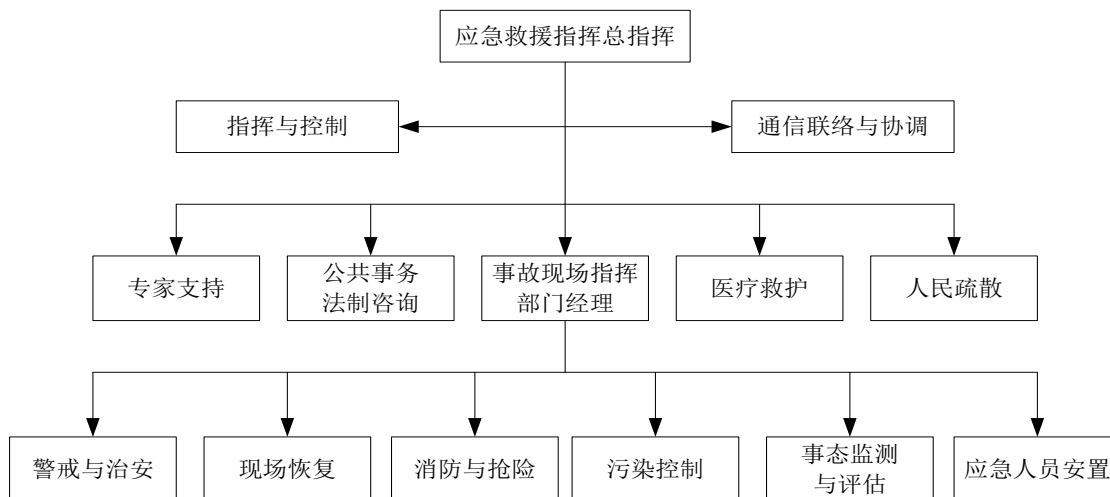 应急救援指挥总指挥
指挥与控制
通信联络与协调
专家支持
公共事务
法制咨询
事故现场指挥
部门经理
医疗救护
人民疏散
警戒与治安
现场恢复
消防与抢险
污染控制
事态监测
与评估
应急人员安置